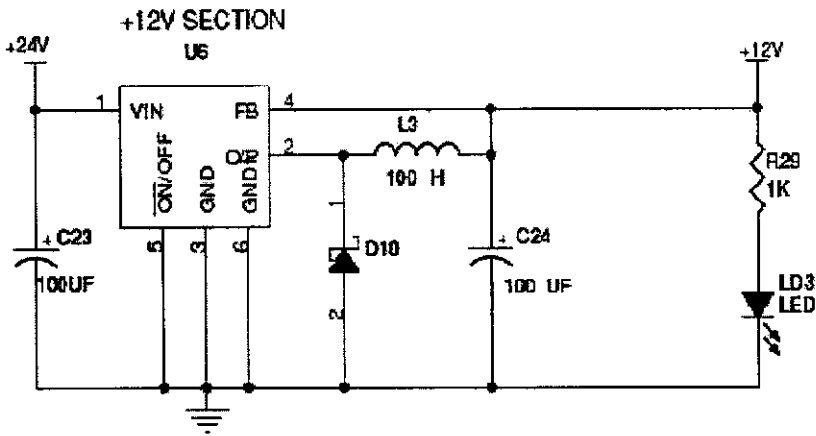 +12V SECTION
U6
+24V
+12V
1
VIN
FB
4
2
ON/OFF
GND
GND
5
3
6
L3
100 H
1
D10
2
+
C23
100UF
+
C24
100 UF
R29
1K
LD3
LED